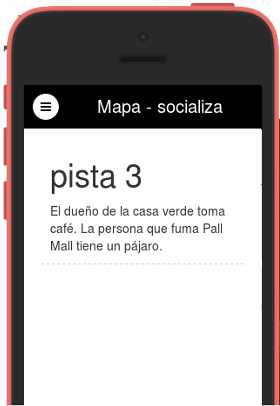 Mapa - socializa
pista 3
El dueño de la casa verde toma
café. La persona que fuma Pall
Mall tiene un pájaro.